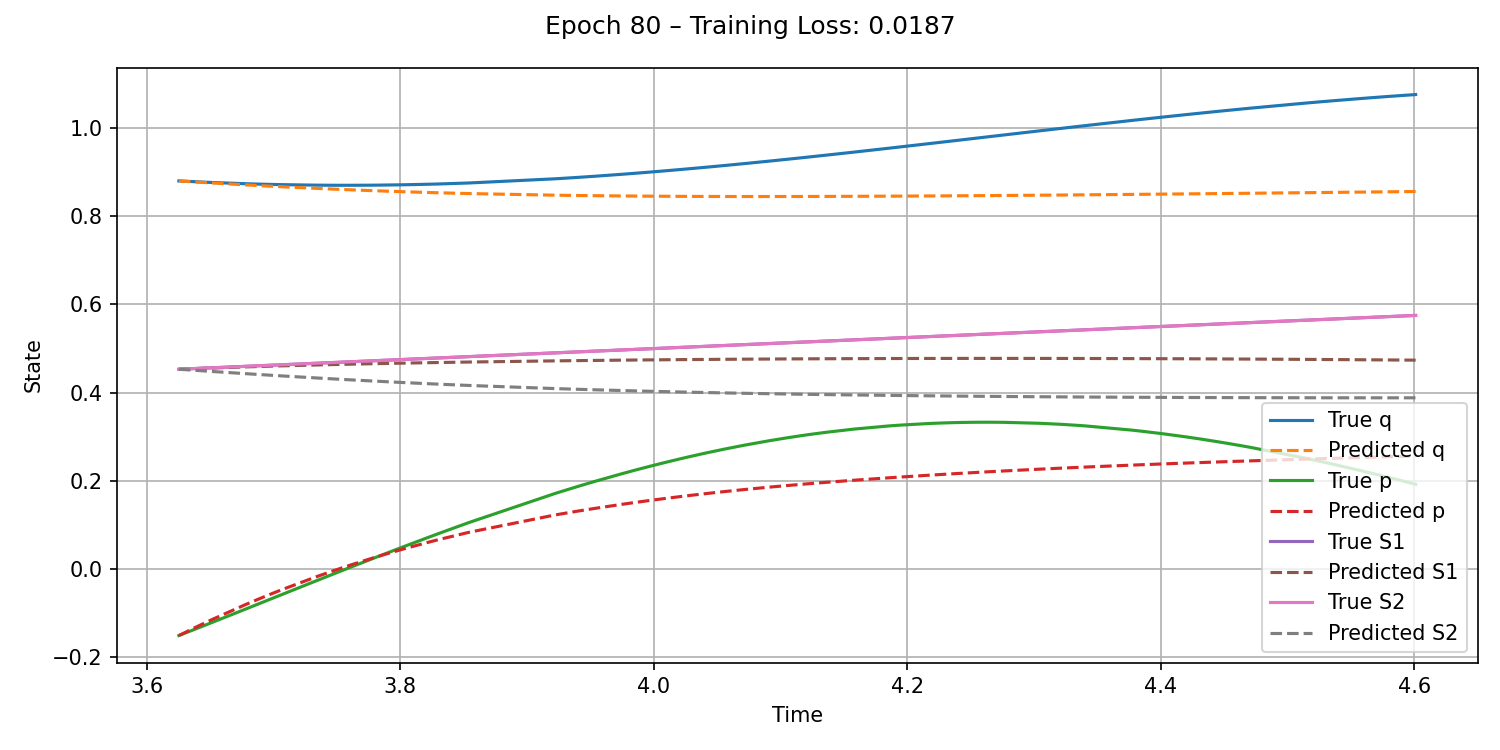 Epoch 80 – Training Loss: 0.0187
State
1.0
0.8
0.6
0.4
0.2
0.0
−0.2
True q
Predicted q
True p
Predicted p
True S1
Predicted S1
True S2
Predicted S2
3.6 3.8 4.0 4.2 4.4 4.6
Time